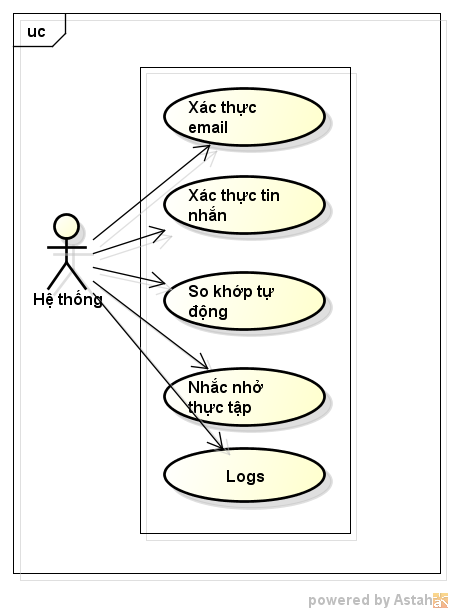 uc
Xác thực
email
Xác thực tin
nhắn
Hệ thống
So khớp tự
động
Nhắc nhở
thực tập
Logs
powered by Astah